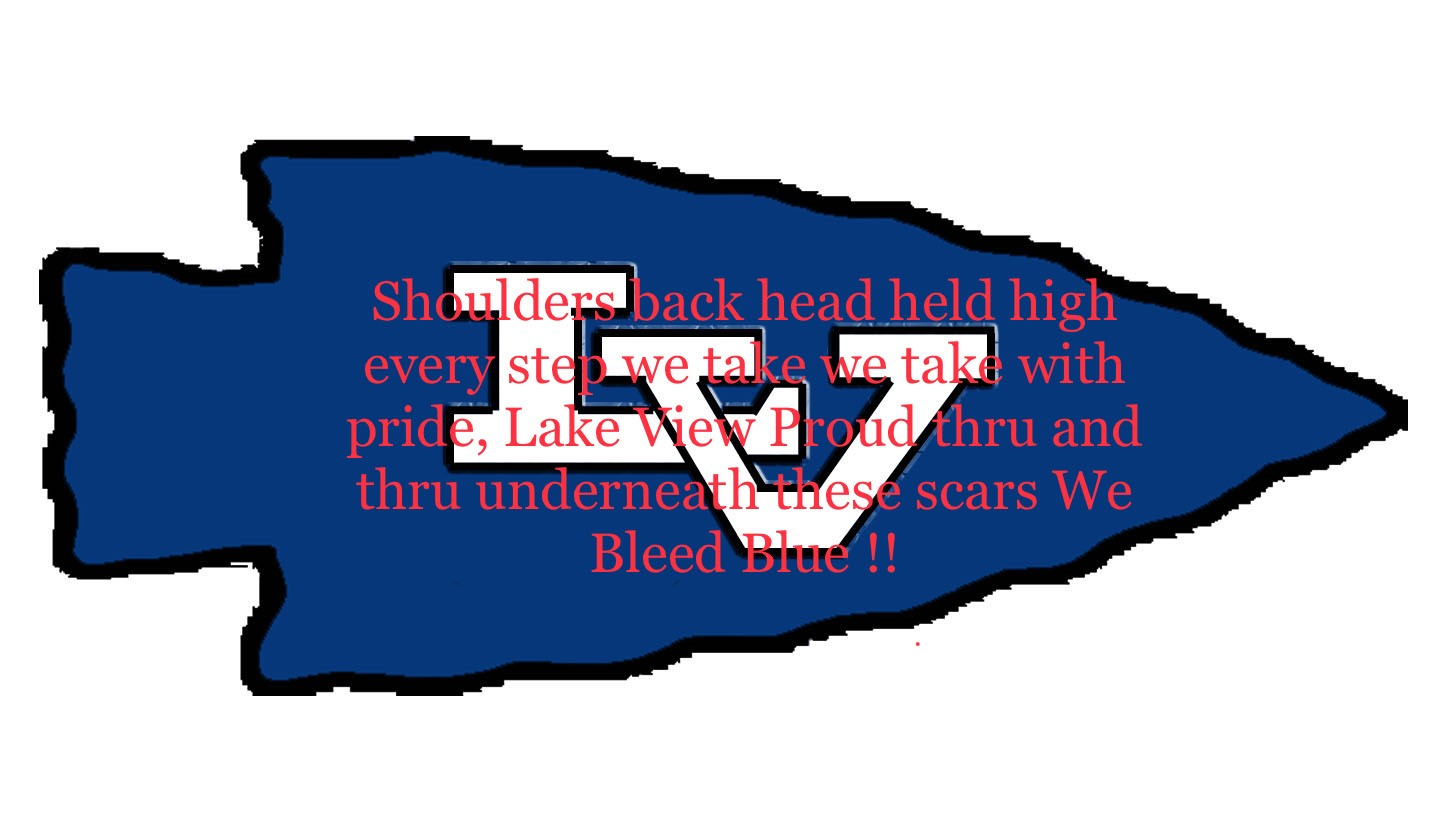 LV
Shoulders back head held high
every step we take we take with
pride, Lake View Proud thru and
thru underneath these scars We
Bleed Blue !!